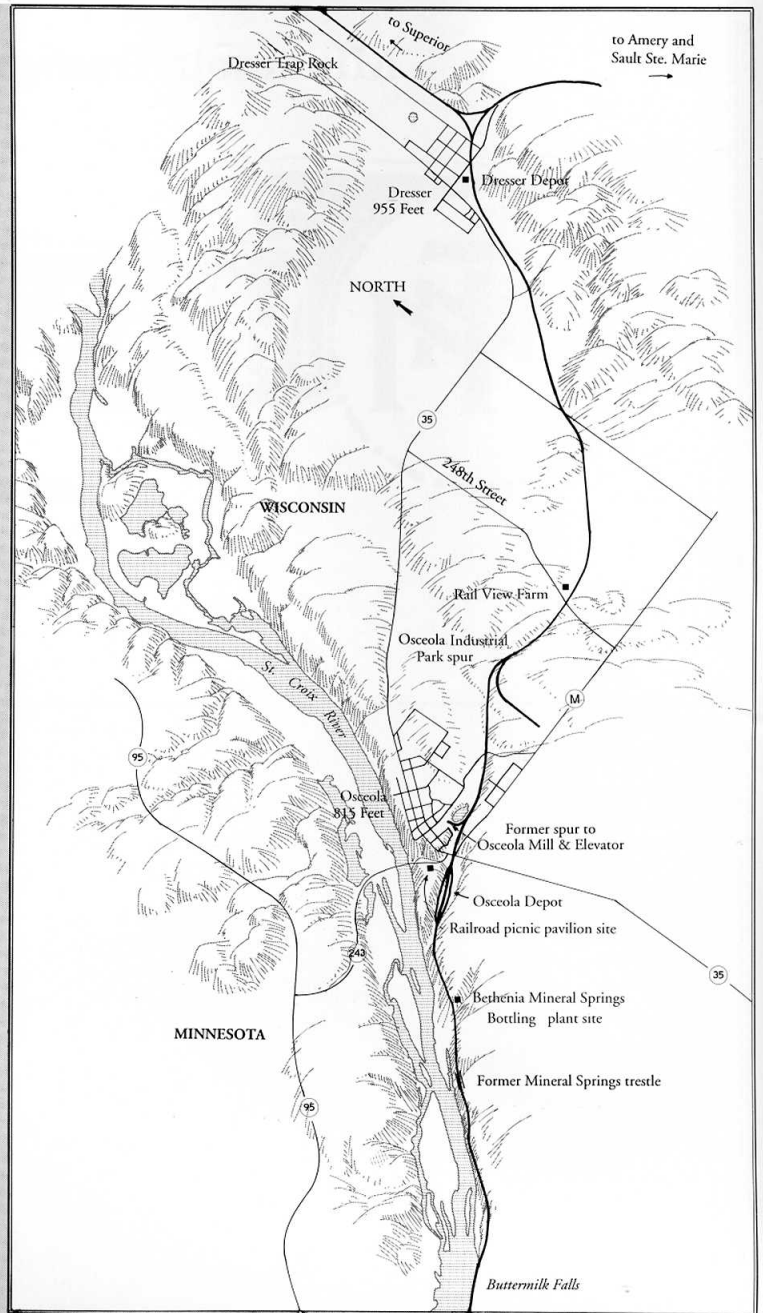 to Superior
to Amery and
Sault Ste. Marie
Dresser Trap Rock
Dresser Depot
Dresser
955 Feet
NORTH
35
248th Street
WISCONSIN
Rail View Farm
Osceola Industrial
Park spur
St. Croix River
M
95
Osceola
815 Feet
Former spur to
Osceola Mill & Elevator
Osceola Depot
Railroad picnic pavilion site
243
35
Bethenia Mineral Springs
Bottling plant site
MINNESOTA
Former Mineral Springs trestle
95
Buttermilk Falls